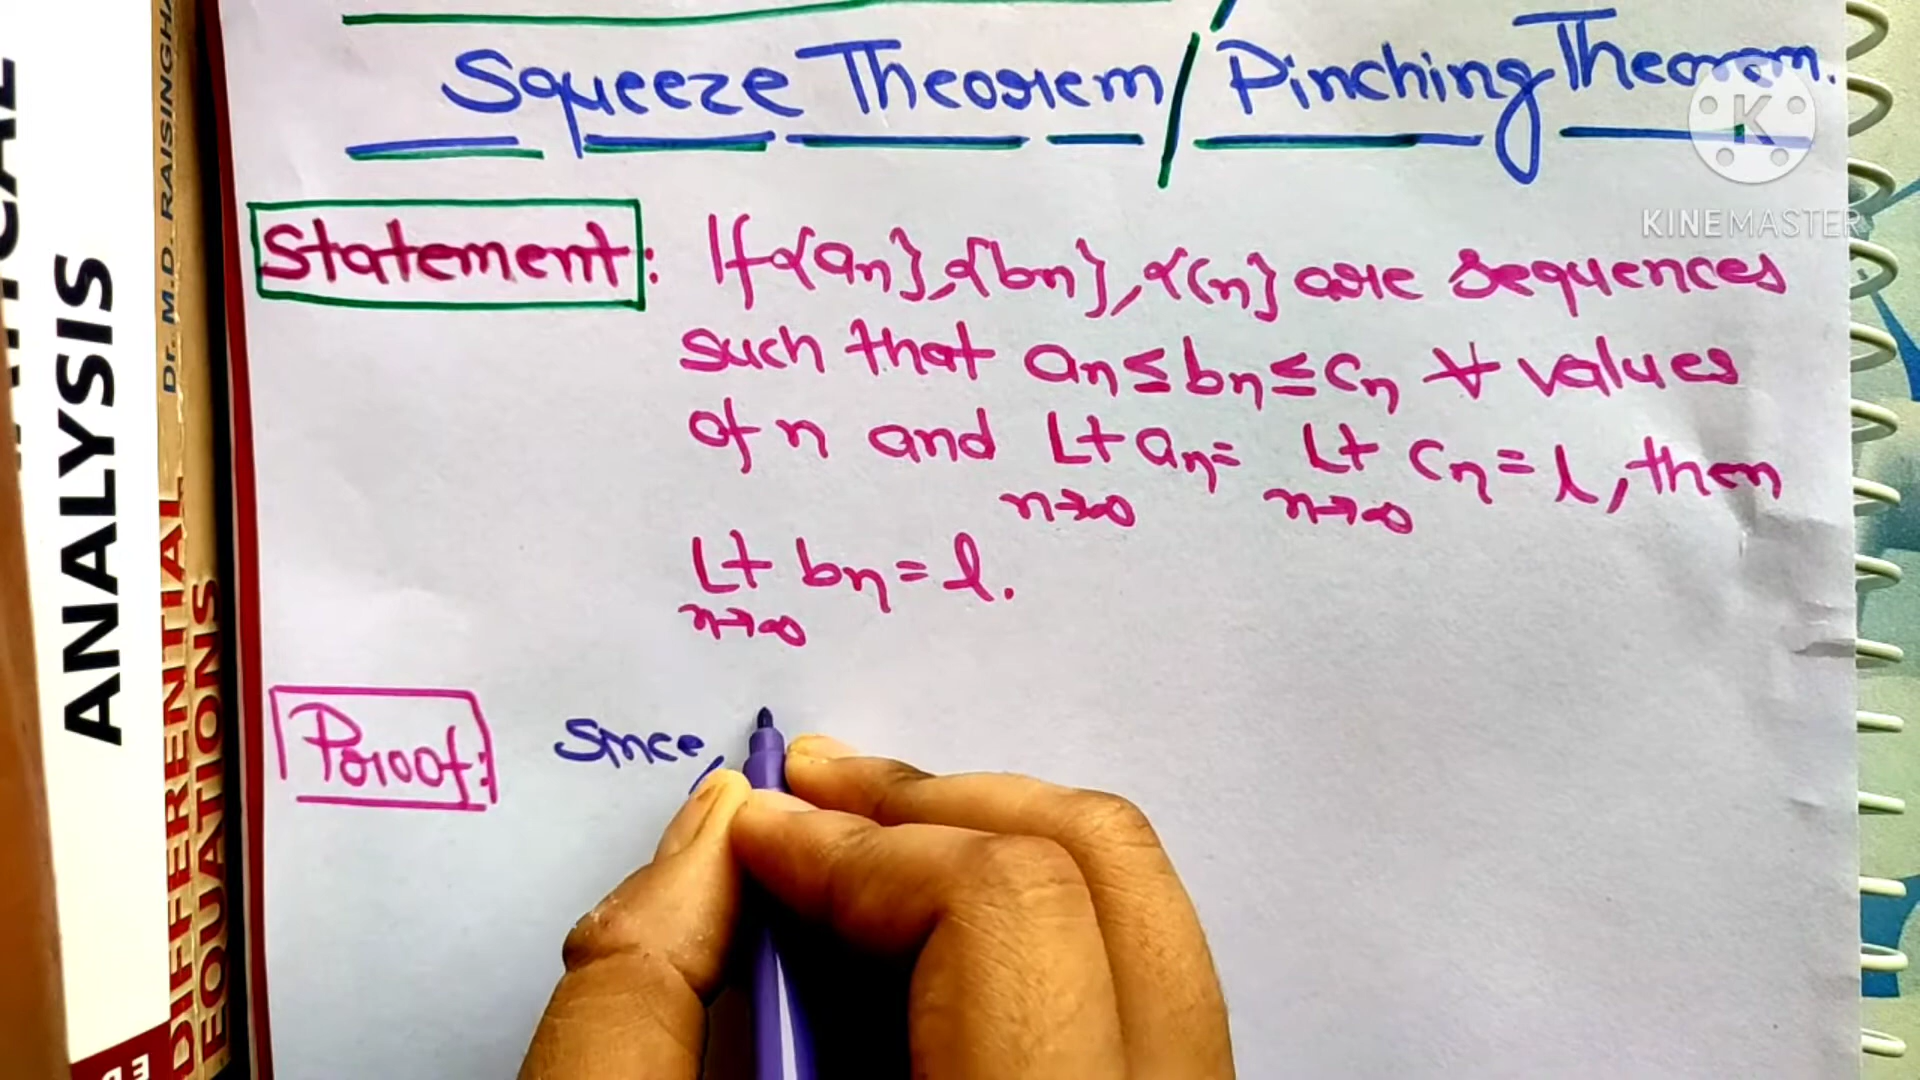 Squeeze Theorem / Pinching Theorem.
Statement: If {an}, {bn}, {cn} are sequences
such that an ≤ bn ≤ cn ∀ values
of n and Lt an = Lt cn = l, then
n→∞ n→∞
Lt bn = l.
n→∞
Proof: Since,
KINEMASTER
K
ANALYSIS
Dr. M.D. RAISINGHA
DIFFERENTIAL
EQUATIONS